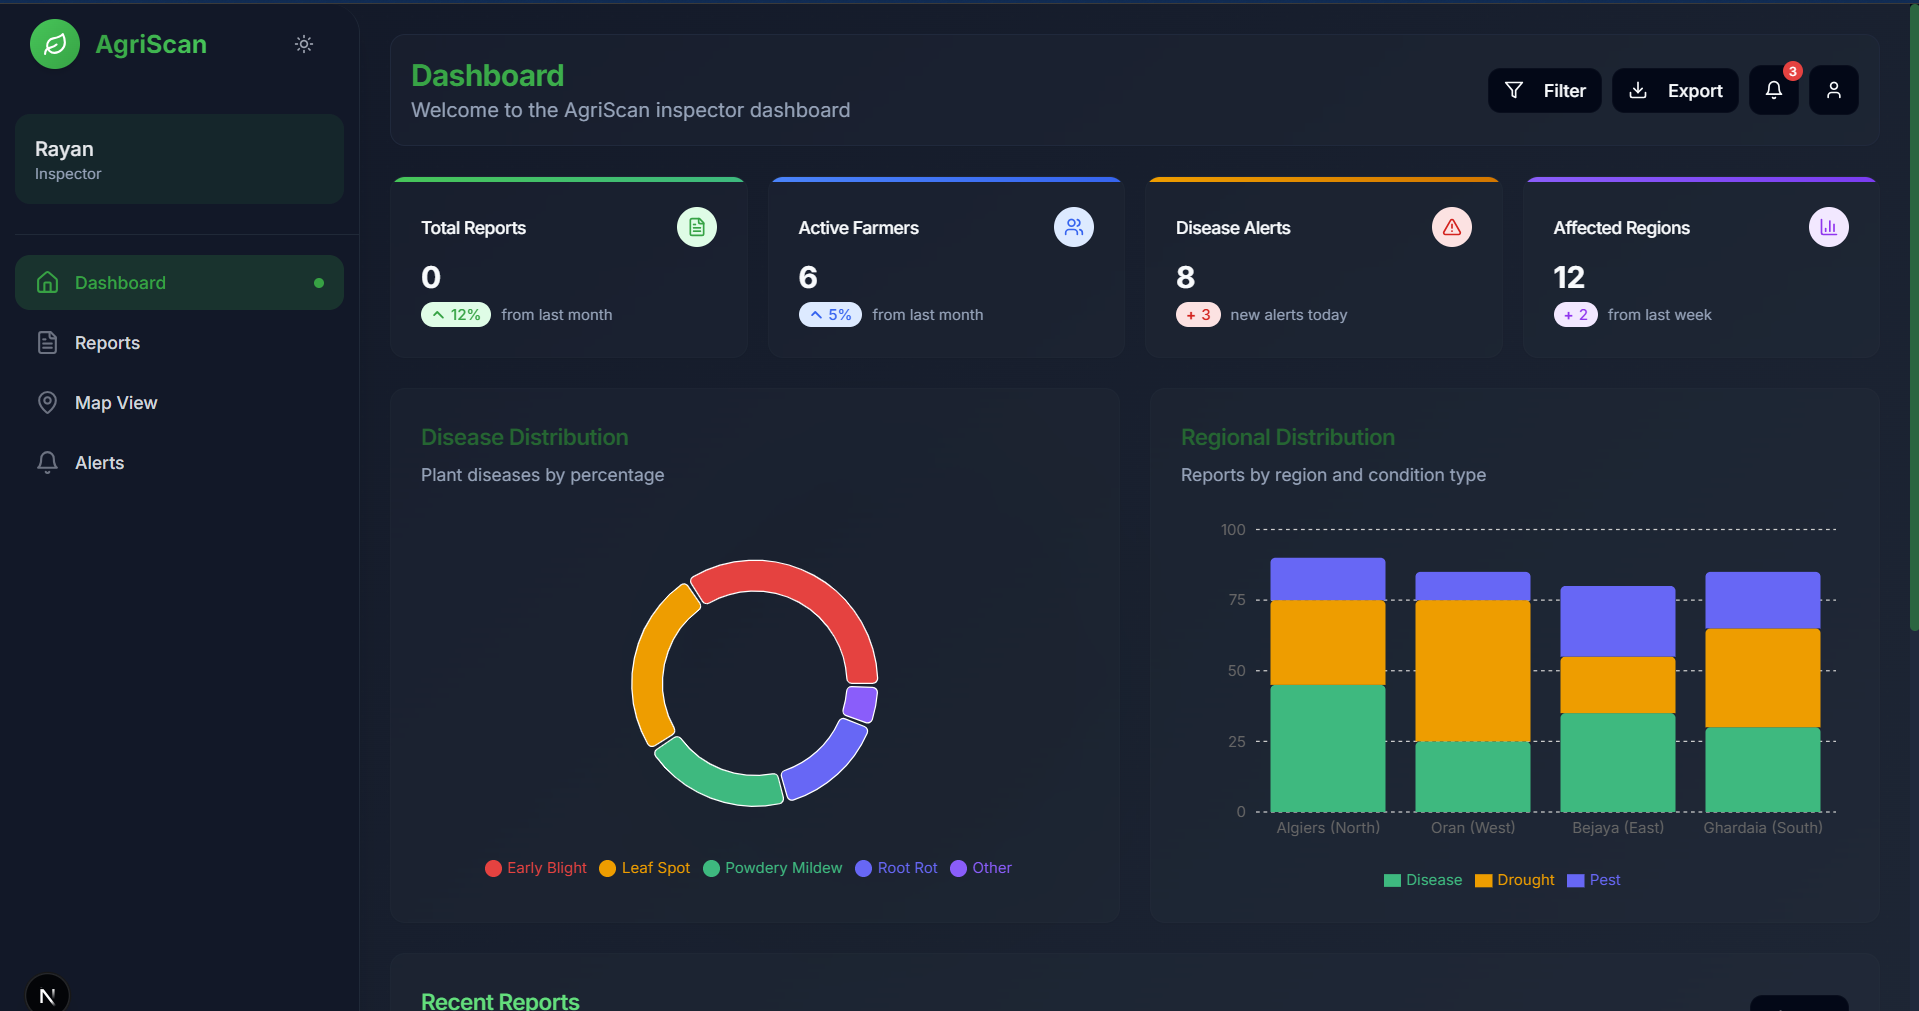 AgriScan
Rayan
Inspector
Dashboard
Reports
Map View
Alerts
N
Dashboard
Welcome to the AgriScan inspector dashboard
Filter
Export
3
Total Reports
0
12% from last month
Active Farmers
6
5% from last month
Disease Alerts
8
+ 3 new alerts today
Affected Regions
12
+ 2 from last week
Disease Distribution
Plant diseases by percentage
Early Blight Leaf Spot Powdery Mildew Root Rot Other
Regional Distribution
Reports by region and condition type
100
75
50
25
0
Algiers (North) Oran (West) Bejaya (East) Ghardaia (South)
Disease Drought Pest
Recent Reports